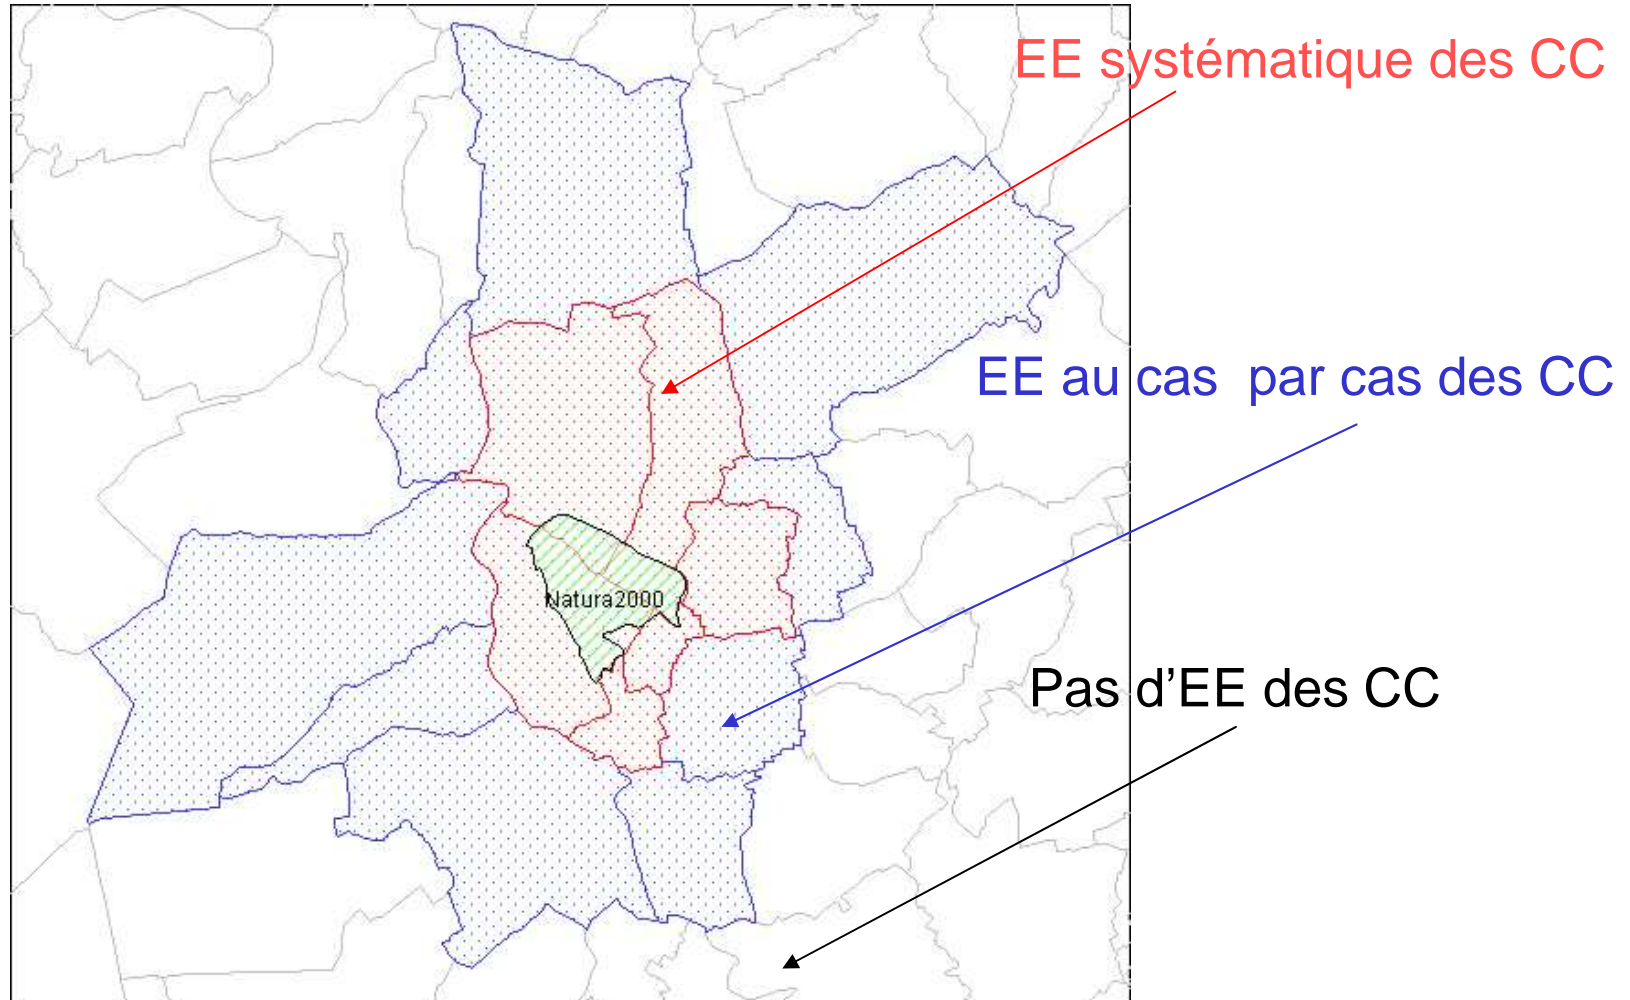 EE systématique des CC
EE au cas par cas des CC
Natura2000
Pas d’EE des CC